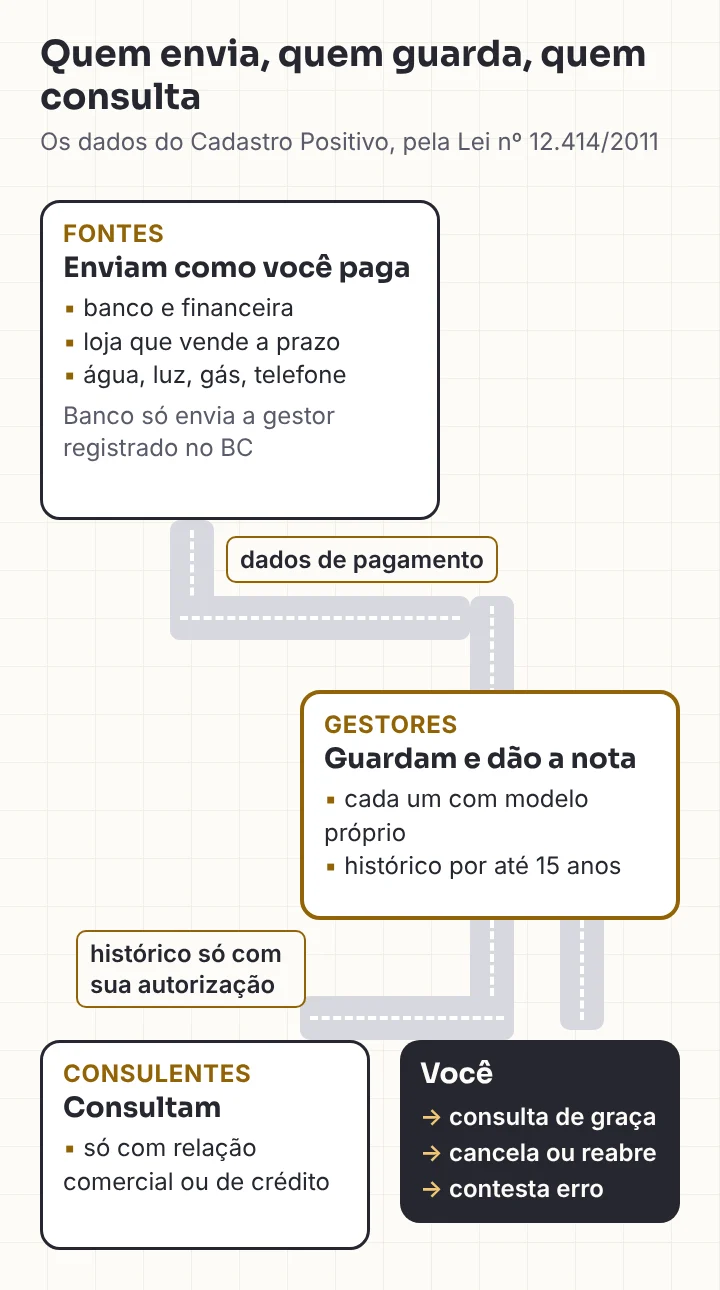 Quem envia, quem guarda, quem
consulta
Os dados do Cadastro Positivo, pela Lei nº 12.414/2011
FONTES
Enviam como você paga
▪ banco e financeira
▪ loja que vende a prazo
▪ água, luz, gás, telefone
Banco só envia a gestor
registrado no BC
dados de pagamento
GESTORES
Guardam e dão a nota
▪ cada um com modelo
próprio
▪ histórico por até 15 anos
histórico só com
sua autorização
CONSULENTES
Consultam
▪ só com relação
comercial ou de crédito
Você
→ consulta de graça
→ cancela ou reabre
→ contesta erro